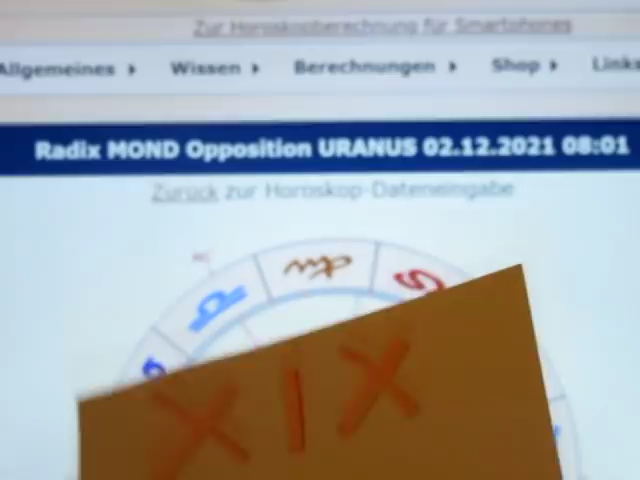 Zur Horoskopberechnung für Smartphones
Allgemeines Wissen Berechnungen Shop Links
Radix MOND Opposition URANUS 02.12.2021 08:01
Zurück zur Horoskop-Dateneingabe
XIX